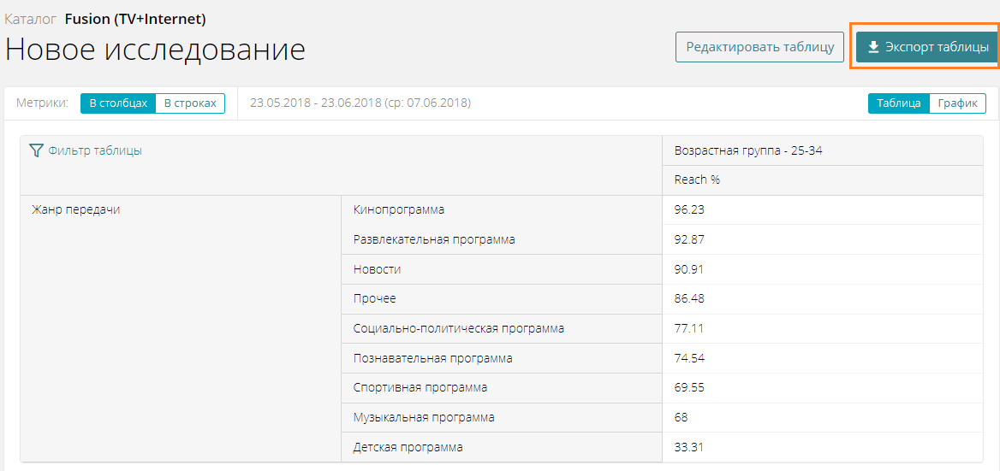 Каталог Fusion (TV+Internet)
Новое исследование
Редактировать таблицу
Экспорт таблицы
Метрики: В столбцах В строках 23.05.2018 - 23.06.2018 (ср: 07.06.2018) Таблица График
Фильтр таблицы Возрастная группа - 25-34
Reach %
Жанр передачи Кинопрограмма 96.23
Развлекательная программа 92.87
Новости 90.91
Прочее 86.48
Социально-политическая программа 77.11
Познавательная программа 74.54
Спортивная программа 69.55
Музыкальная программа 68
Детская программа 33.31